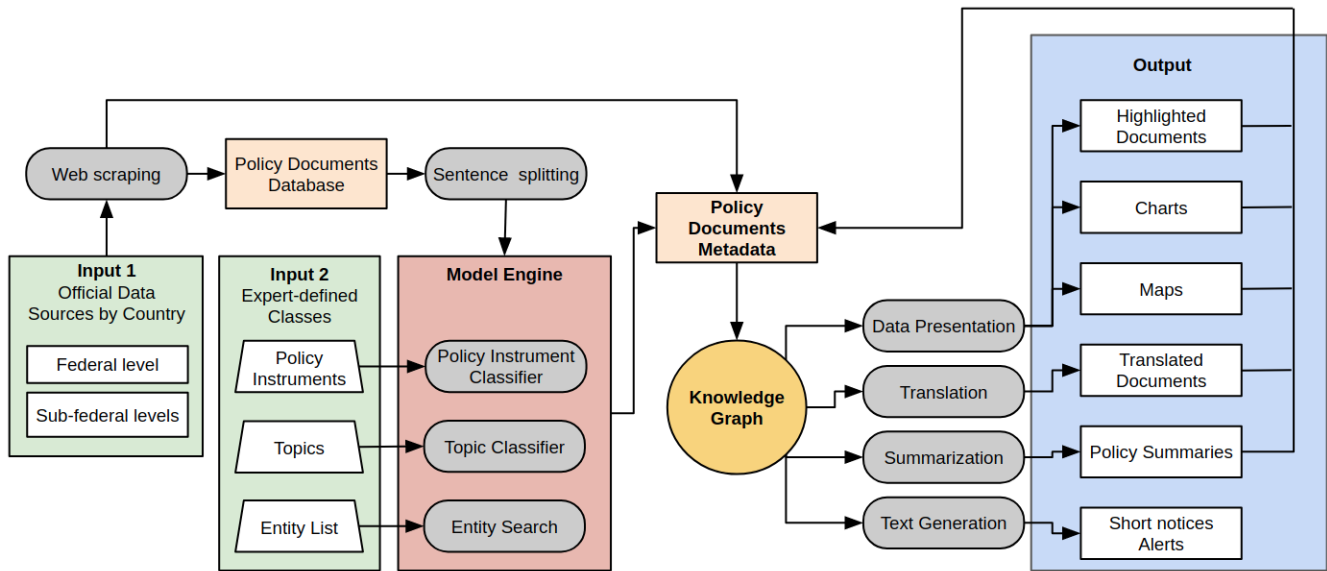 Output
Highlighted
Documents
Web scraping
Policy Documents
Database
Sentence splitting
Policy
Documents
Metadata
Charts
Input 1
Official Data
Sources by Country
Federal level
Sub-federal levels
Input 2
Expert-defined
Classes
Policy
Instruments
Topics
Entity List
Model Engine
Policy Instrument
Classifier
Topic Classifier
Entity Search
Knowledge
Graph
Data Presentation
Translation
Summarization
Text Generation
Maps
Translated
Documents
Policy Summaries
Short notices
Alerts